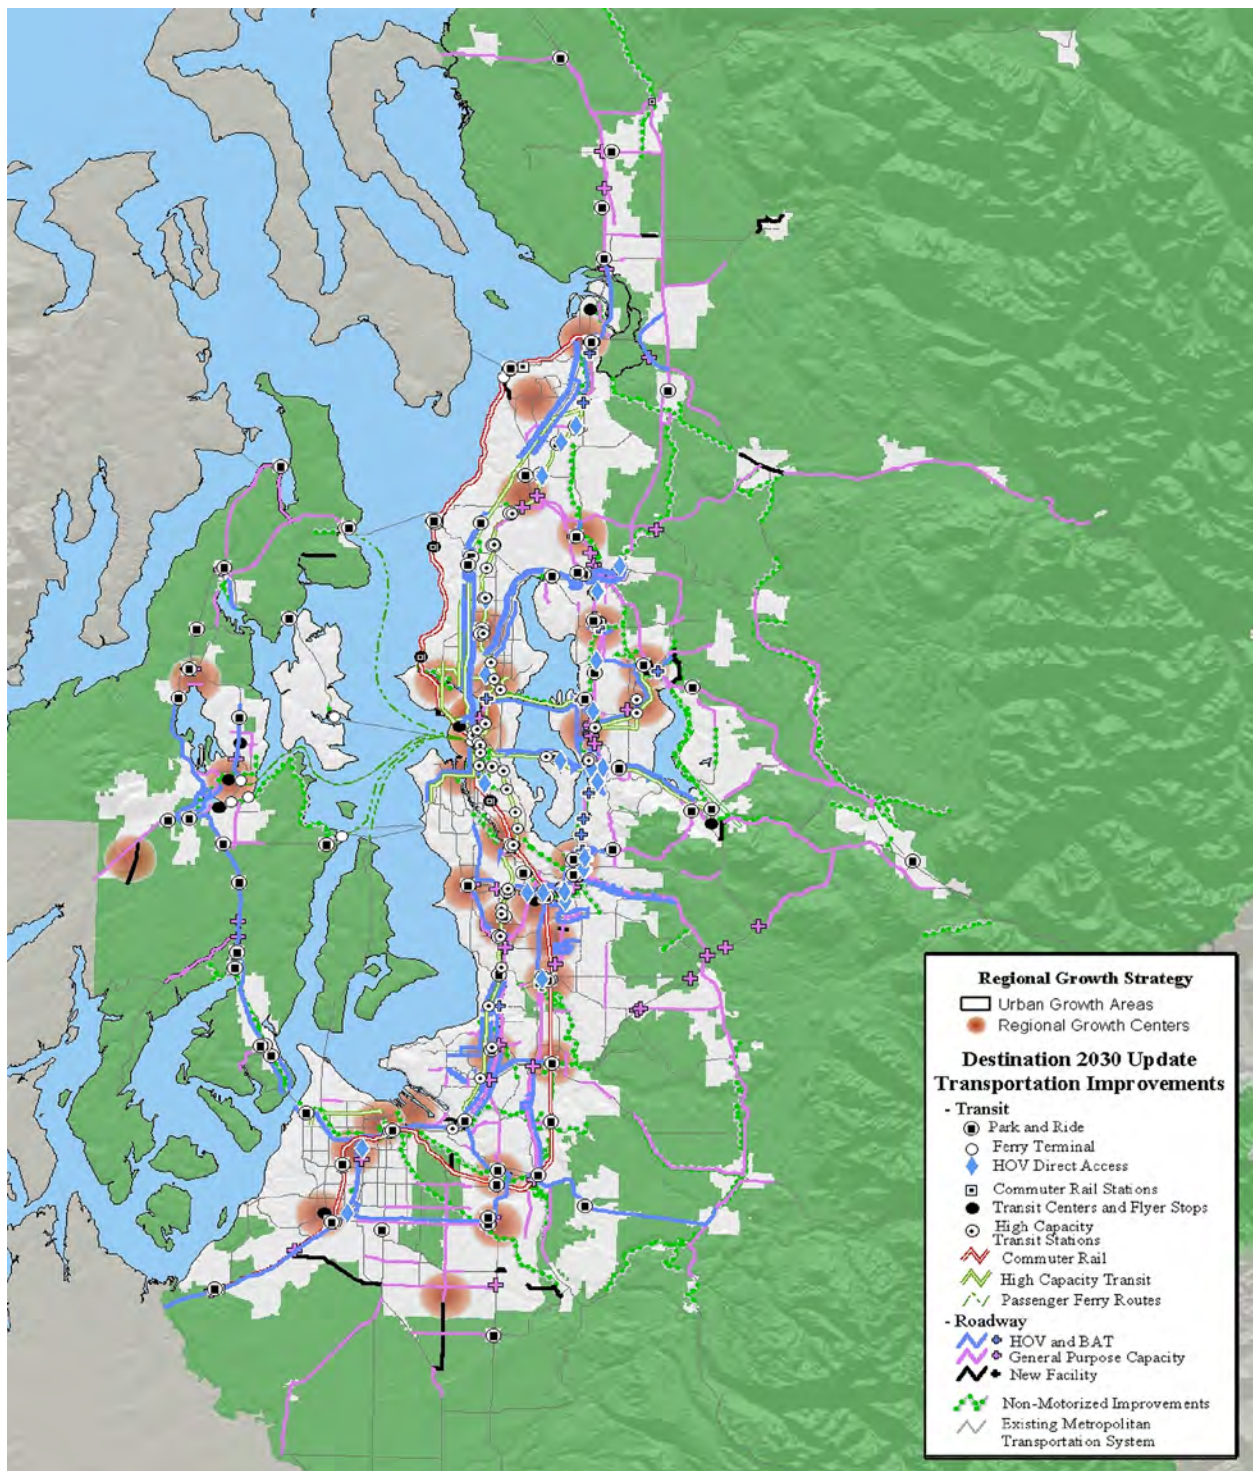 Regional Growth Strategy
Urban Growth Areas
Regional Growth Centers
Destination 2030 Update
Transportation Improvements
- Transit
Park and Ride
Ferry Terminal
HOV Direct Access
Commuter Rail Stations
Transit Centers and Flyer Stops
High Capacity
Transit Stations
Commuter Rail
High Capacity Transit
Passenger Ferry Routes
- Roadway
HOV and BAT
General Purpose Capacity
New Facility
Non-Motorized Improvements
Existing Metropolitan
Transportation System